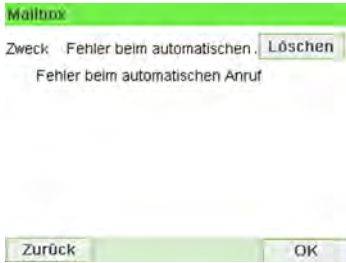 Mailbox
Zweck Fehler beim automatischen . Löschen
Fehler beim automatischen Anruf
Zurück OK